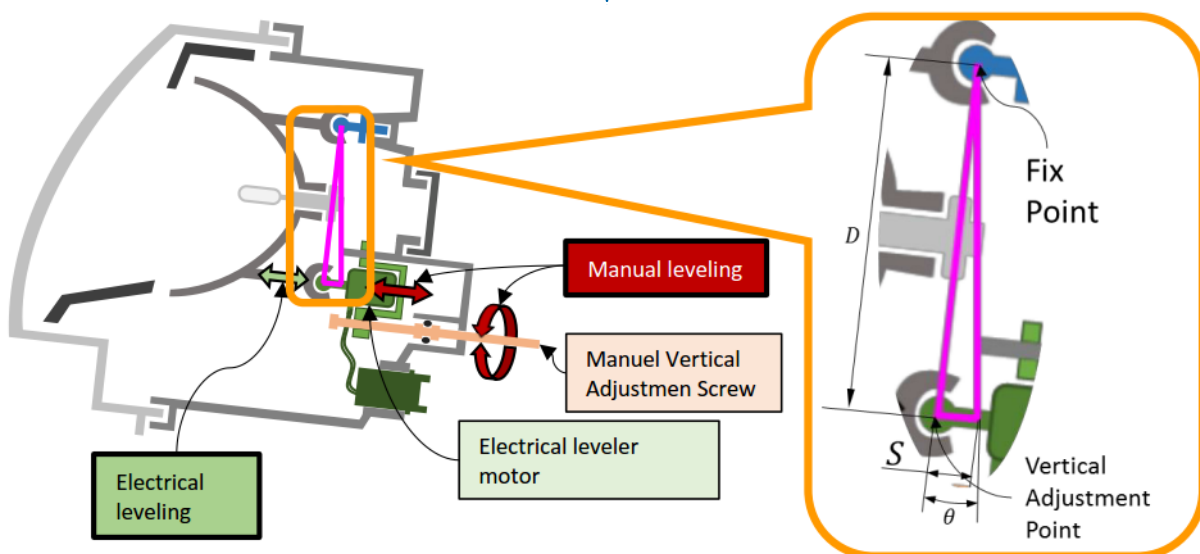 Manual leveling
Manuel Vertical
Adjustmen Screw
Electrical leveler
motor
Electrical
leveling
D
Fix
Point
S
θ
Vertical
Adjustment
Point